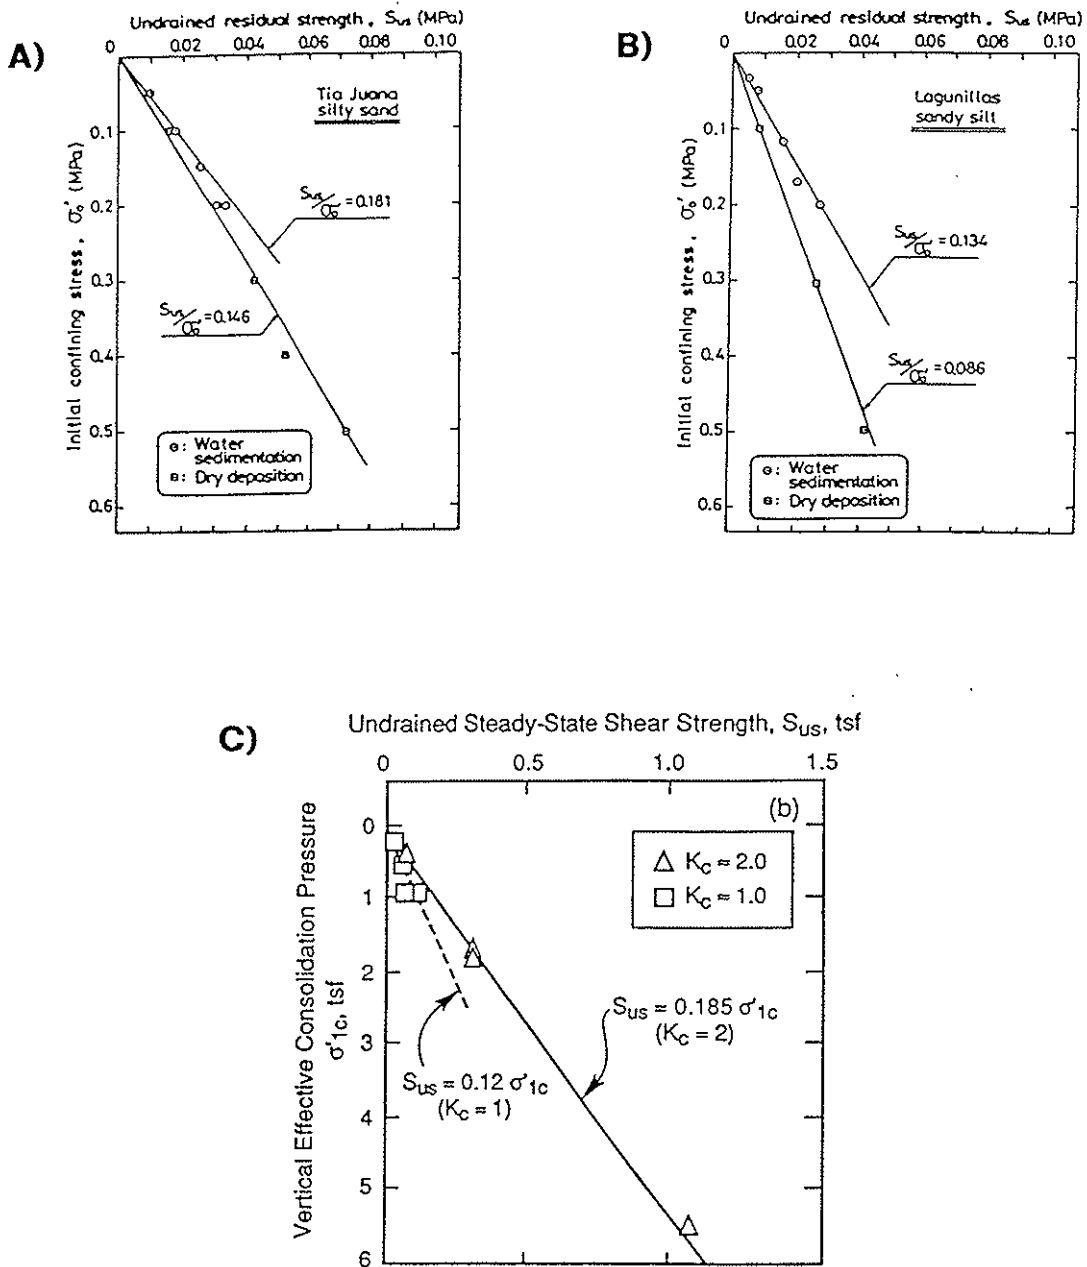 A)
Undrained residual strength, Sus (MPa)
0 0.02 0.04 0.06 0.08 0.10
Initial confining stress, σo' (MPa)
0.1
0.2
0.3
0.4
0.5
0.6
Tia Juana
silty sand
Sus/σo' = 0.181
Sus/σo' = 0.146
o: Water
sedimentation
□: Dry deposition
B)
Undrained residual strength, Sus (MPa)
0 0.02 0.04 0.06 0.08 0.10
Initial confining stress, σo' (MPa)
0.1
0.2
0.3
0.4
0.5
0.6
Lagunillas
sandy silt
Sus/σo' = 0.134
Sus/σo' = 0.086
o: Water
sedimentation
□: Dry deposition
C)
Undrained Steady-State Shear Strength, SUS, tsf
0 0.5 1.0 1.5
(b)
Vertical Effective Consolidation Pressure
σ'1c, tsf
0
1
2
3
4
5
6
△ Kc ≈ 2.0
□ Kc ≈ 1.0
SUS = 0.185 σ'1c
(Kc = 2)
SUS = 0.12 σ'1c
(Kc = 1)